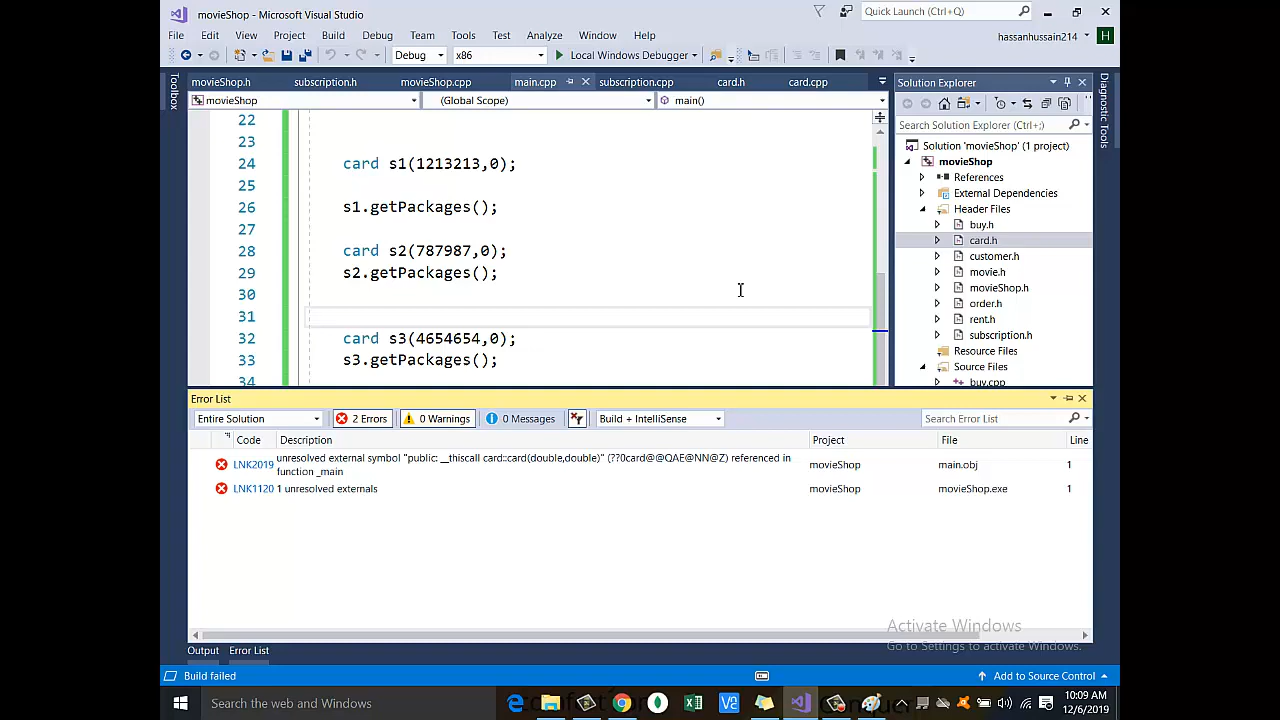 movieShop - Microsoft Visual Studio
Quick Launch (Ctrl+Q)
File Edit View Project Build Debug Team Tools Test Analyze Window Help
hassanhussain214 H
Debug x86 Local Windows Debugger
Toolbox
movieShop.h subscription.h movieShop.cpp main.cpp subscription.cpp card.h card.cpp
movieShop (Global Scope) main()
22
23
24 card s1(1213213,0);
25
26 s1.getPackages();
27
28 card s2(787987,0);
29 s2.getPackages();
30
31
32 card s3(4654654,0);
33 s3.getPackages();
34
Solution Explorer
Search Solution Explorer (Ctrl+;)
Solution 'movieShop' (1 project)
movieShop
References
External Dependencies
Header Files
buy.h
card.h
customer.h
movie.h
movieShop.h
order.h
rent.h
subscription.h
Resource Files
Source Files
buy.cpp
Diagnostic Tools
Error List
Entire Solution 2 Errors 0 Warnings 0 Messages Build + IntelliSense Search Error List
Code Description Project File Line
LNK2019 unresolved external symbol "public: __thiscall card::card(double,double)" (??0card@@QAE@NN@Z) referenced in function _main movieShop main.obj 1
LNK1120 1 unresolved externals movieShop movieShop.exe 1
Activate Windows
Go to Settings to activate Windows.
Output Error List
Build failed Add to Source Control
Search the web and Windows
10:09 AM
12/6/2019